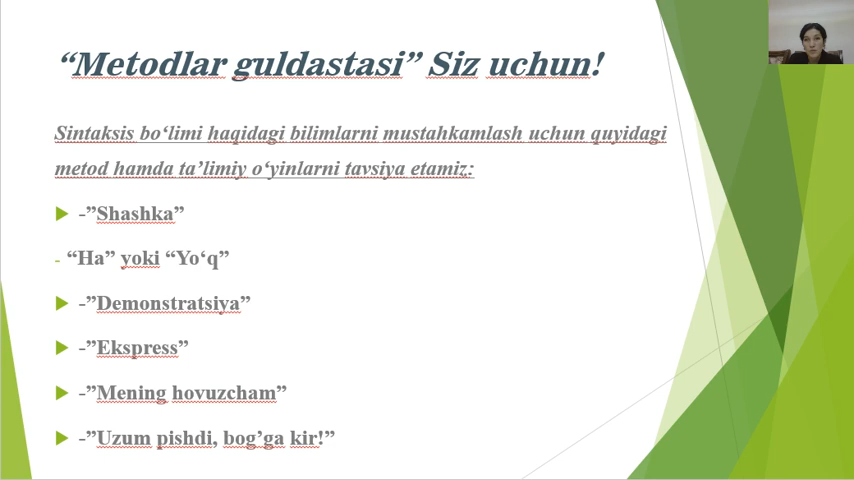 “Metodlar guldastasi” Siz uchun!
Sintaksis bo‘limi haqidagi bilimlarni mustahkamlash uchun quyidagi
metod hamda ta’limiy o‘yinlarni tavsiya etamiz:
-”Shashka”
- “Ha” yoki “Yo‘q”
-”Demonstratsiya”
-”Ekspress”
-”Mening hovuzcham”
-”Uzum pishdi, bog’ga kir!”